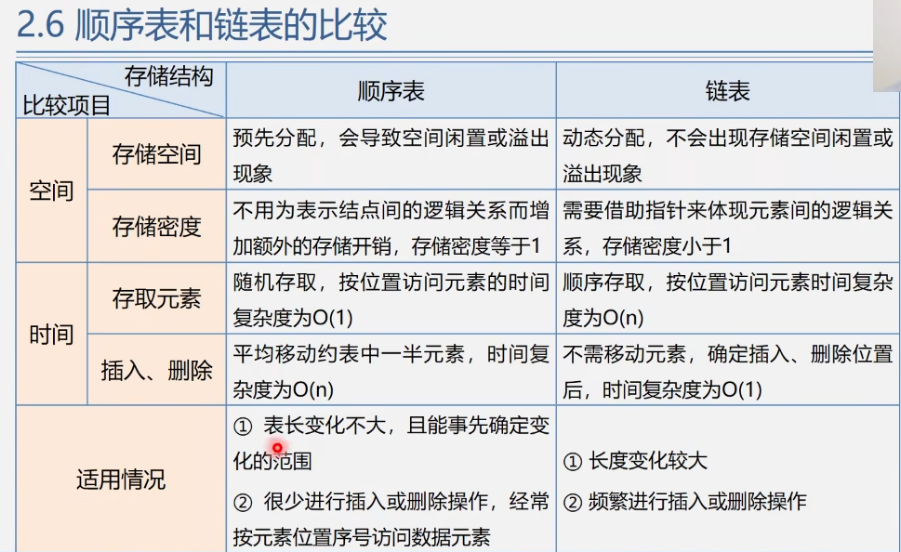 2.6 顺序表和链表的比较
存储结构
比较项目
顺序表
链表
空间
存储空间
预先分配，会导致空间闲置或溢出
现象
动态分配，不会出现存储空间闲置或
溢出现象
存储密度
不用为表示结点间的逻辑关系而增
加额外的存储开销，存储密度等于1
需要借助指针来体现元素间的逻辑关
系，存储密度小于1
时间
存取元素
随机存取，按位置访问元素的时间
复杂度为O(1)
顺序存取，按位置访问元素时间复杂
度为O(n)
插入、删除
平均移动约表中一半元素，时间复
杂度为O(n)
不需移动元素，确定插入、删除位置
后，时间复杂度为O(1)
适用情况
① 表长变化不大，且能事先确定变
化的范围
② 很少进行插入或删除操作，经常
按元素位置序号访问数据元素
① 长度变化较大
② 频繁进行插入或删除操作